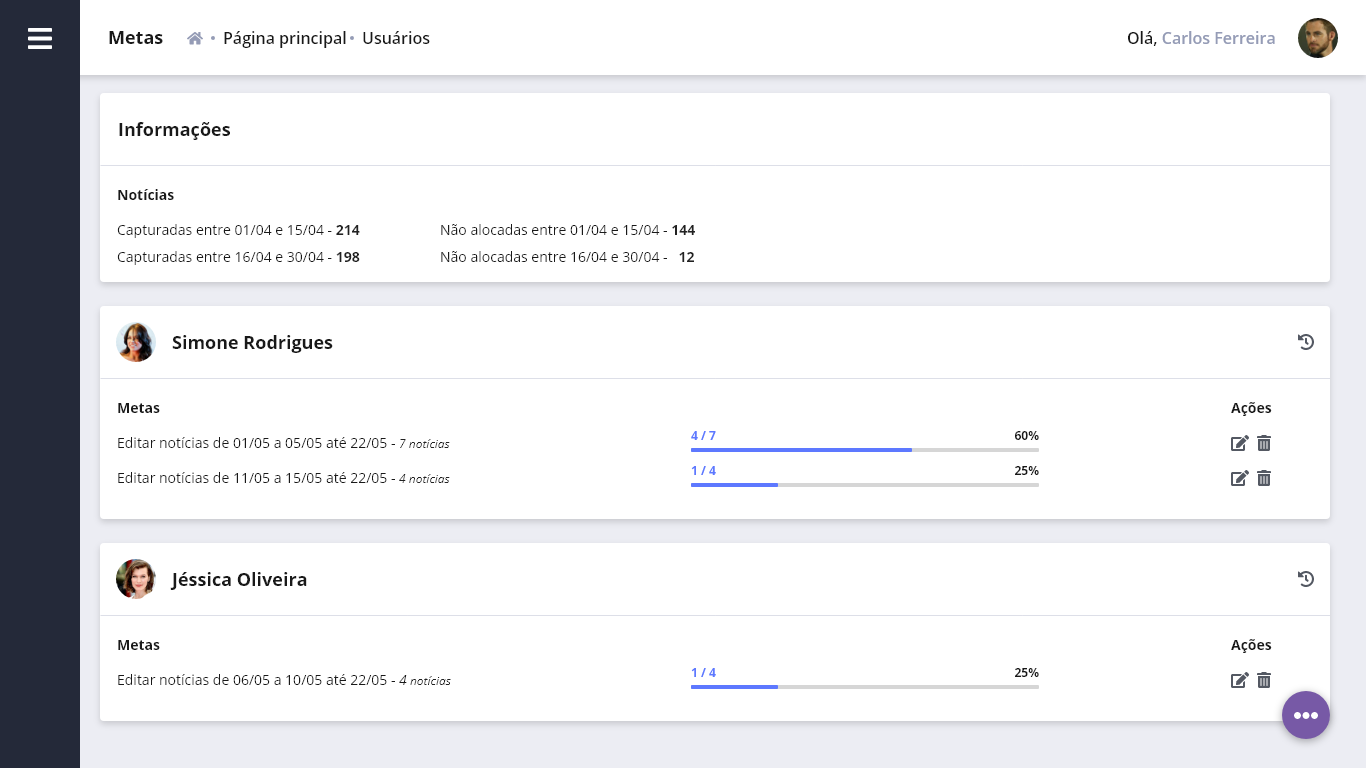 Metas • Página principal • Usuários
Olá, Carlos Ferreira
Informações
Notícias
Capturadas entre 01/04 e 15/04 - 214
Não alocadas entre 01/04 e 15/04 - 144
Capturadas entre 16/04 e 30/04 - 198
Não alocadas entre 16/04 e 30/04 - 12
Simone Rodrigues
Metas
Ações
Editar notícias de 01/05 a 05/05 até 22/05 - 7 notícias
4 / 7
60%
Editar notícias de 11/05 a 15/05 até 22/05 - 4 notícias
1 / 4
25%
Jéssica Oliveira
Metas
Ações
Editar notícias de 06/05 a 10/05 até 22/05 - 4 notícias
1 / 4
25%